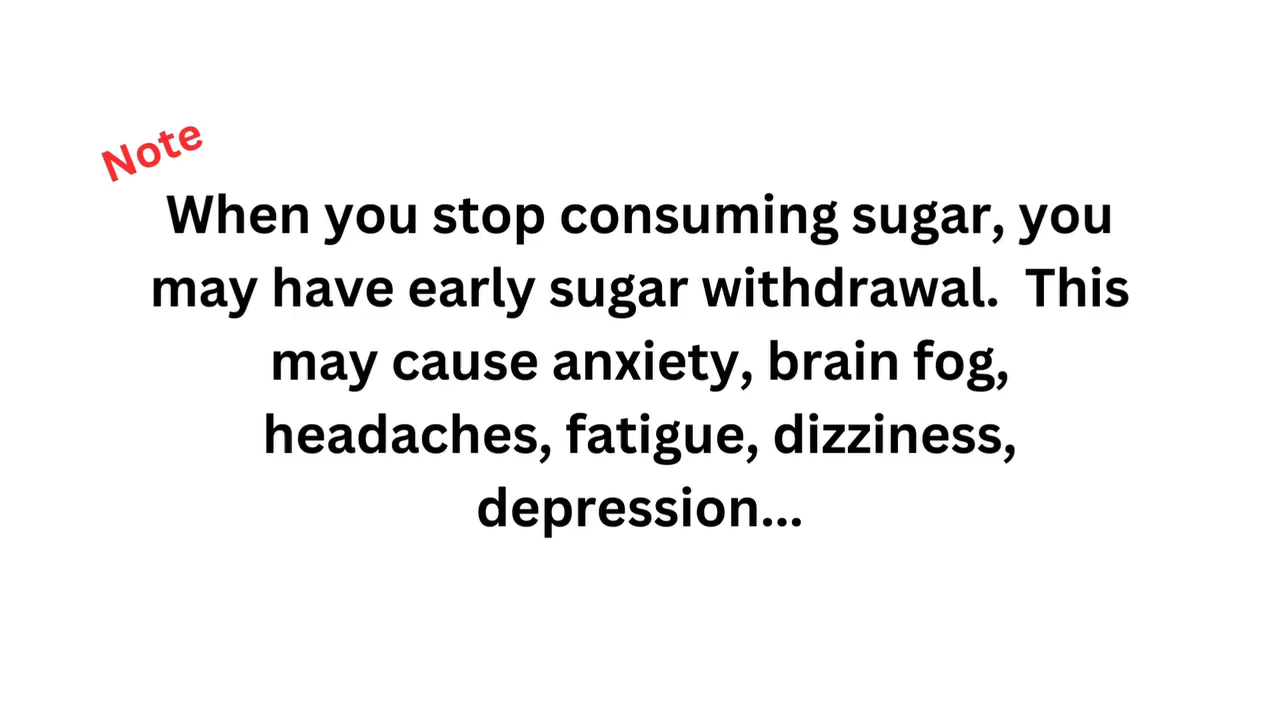 Note
When you stop consuming sugar, you
may have early sugar withdrawal.  This
may cause anxiety, brain fog,
headaches, fatigue, dizziness,
depression...